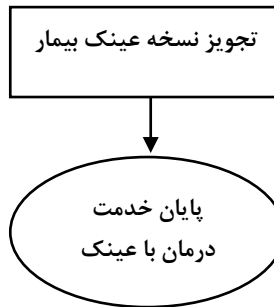 تجویز نسخه عینک بیمار
پایان خدمت
درمان با عینک